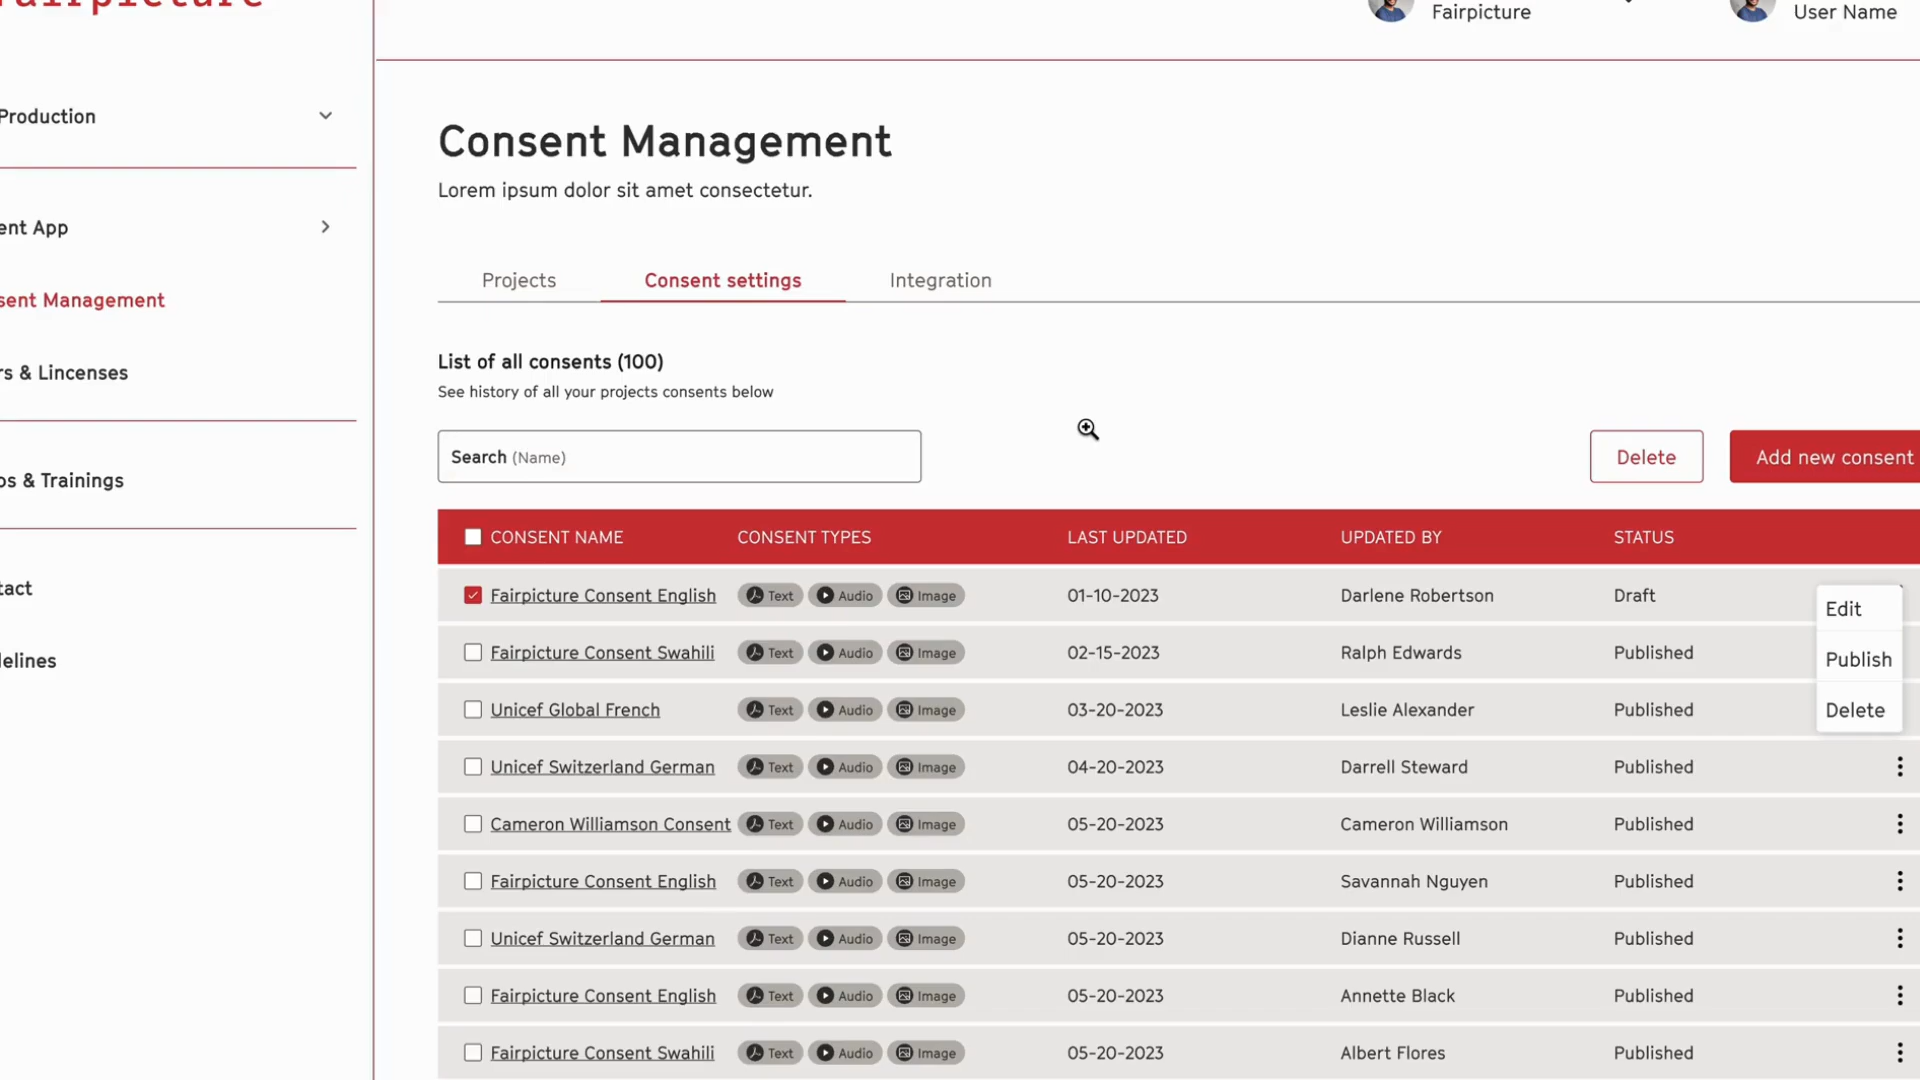 Fairpicture
User Name
Production
ent App
sent Management
rs & Lincenses
os & Trainings
tact
elines
Consent Management
Lorem ipsum dolor sit amet consectetur.
Projects
Consent settings
Integration
List of all consents (100)
See history of all your projects consents below
Search (Name)
Delete
Add new consent
CONSENT NAME CONSENT TYPES LAST UPDATED UPDATED BY STATUS
Fairpicture Consent English Text Audio Image 01-10-2023 Darlene Robertson Draft
Fairpicture Consent Swahili Text Audio Image 02-15-2023 Ralph Edwards Published
Unicef Global French Text Audio Image 03-20-2023 Leslie Alexander Published
Unicef Switzerland German Text Audio Image 04-20-2023 Darrell Steward Published
Cameron Williamson Consent Text Audio Image 05-20-2023 Cameron Williamson Published
Fairpicture Consent English Text Audio Image 05-20-2023 Savannah Nguyen Published
Unicef Switzerland German Text Audio Image 05-20-2023 Dianne Russell Published
Fairpicture Consent English Text Audio Image 05-20-2023 Annette Black Published
Fairpicture Consent Swahili Text Audio Image 05-20-2023 Albert Flores Published
Edit
Publish
Delete